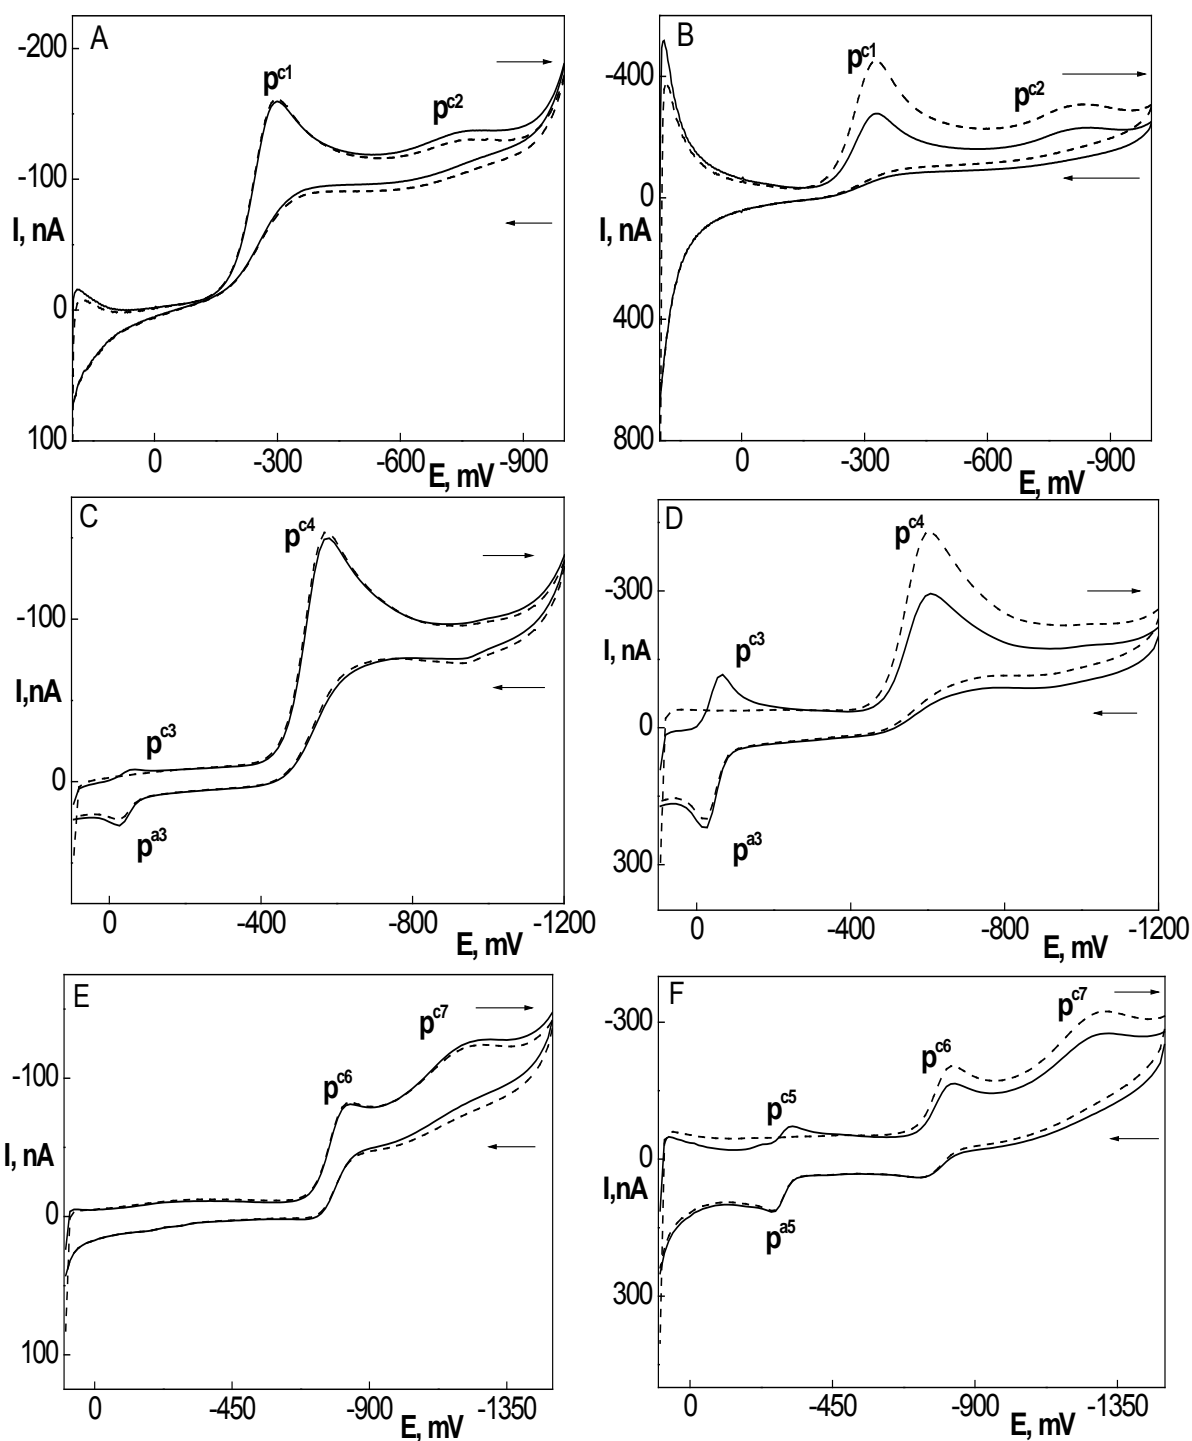 A
-200
p^c1
p^c2
-100
I, nA
0
100
0
-300
-600
-900
E, mV
B
-400
p^c1
p^c2
0
I, nA
400
800
0
-300
-600
-900
E, mV
C
p^c4
-100
I,nA
p^c3
0
p^a3
0
-400
-800
-1200
E, mV
D
p^c4
-300
p^c3
I, nA
0
p^a3
300
0
-400
-800
-1200
E, mV
E
p^c7
-100
p^c6
I, nA
0
100
0
-450
-900
-1350
E, mV
F
p^c7
-300
p^c6
p^c5
0
I,nA
p^a5
300
0
-450
-900
-1350
E, mV